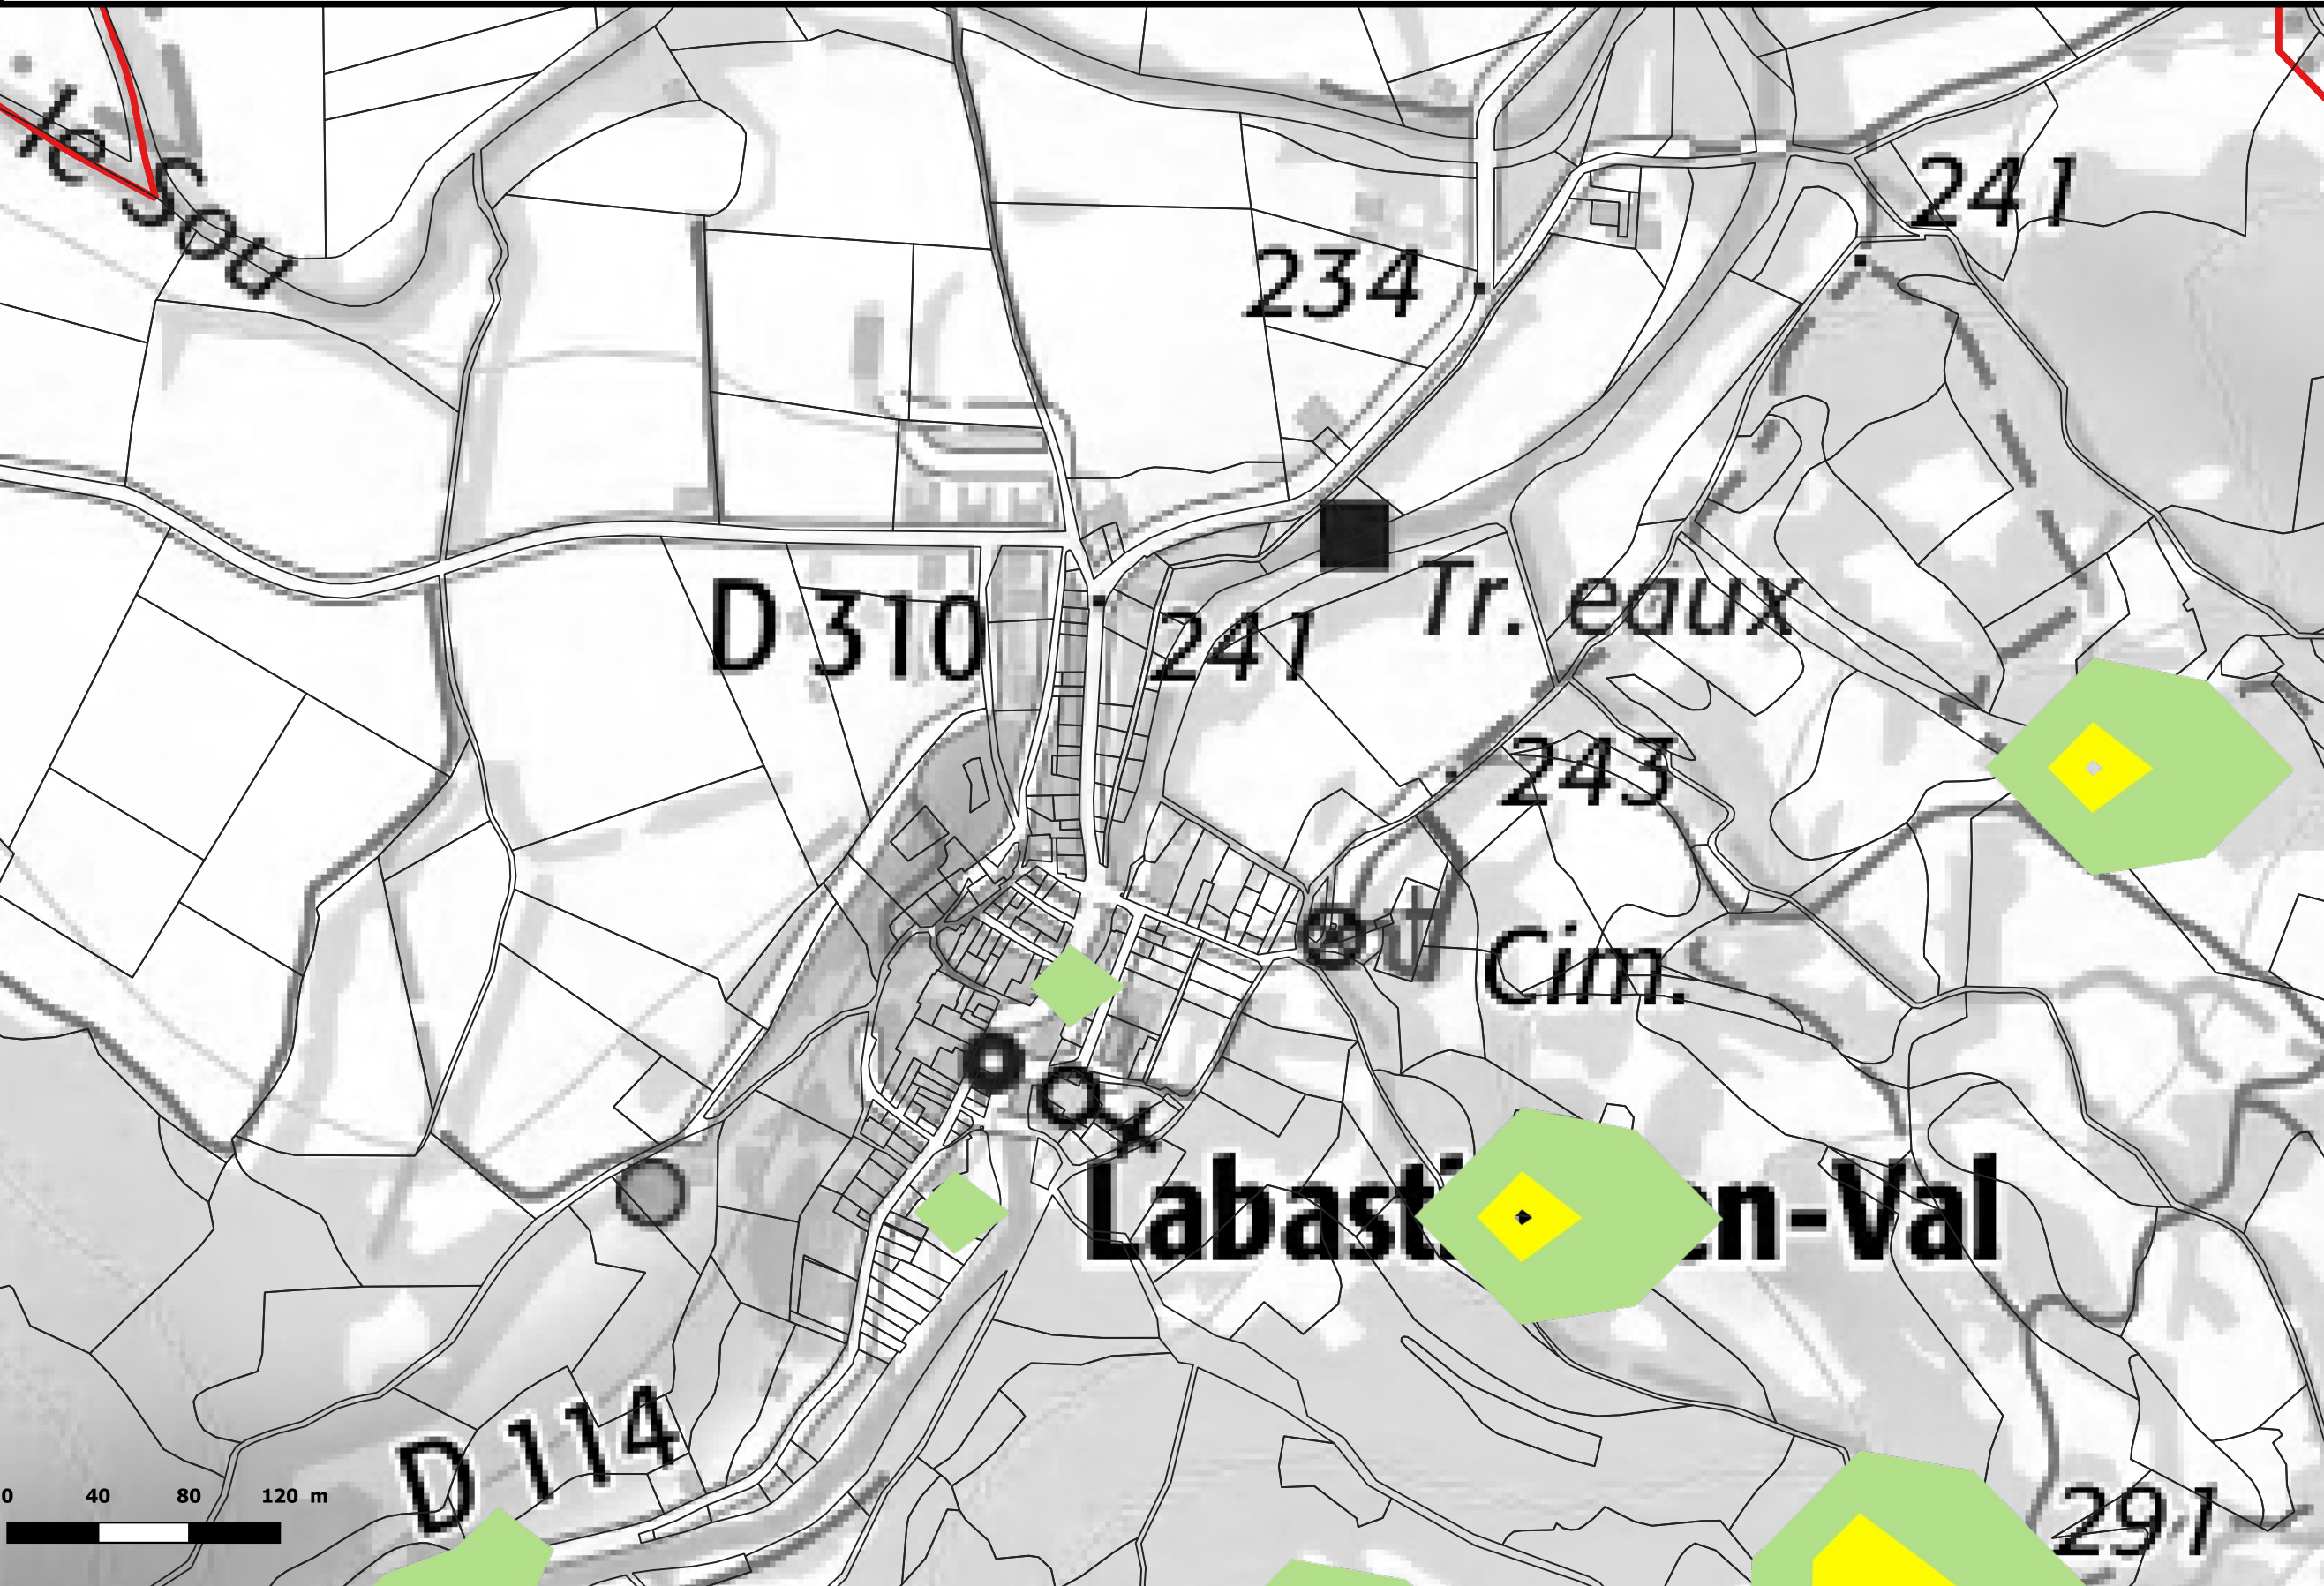 le Sou
241
234
D 310
241
Tr. eaux
243
Cim.
Labasti en-Val
D 114
0 40 80 120 m
291